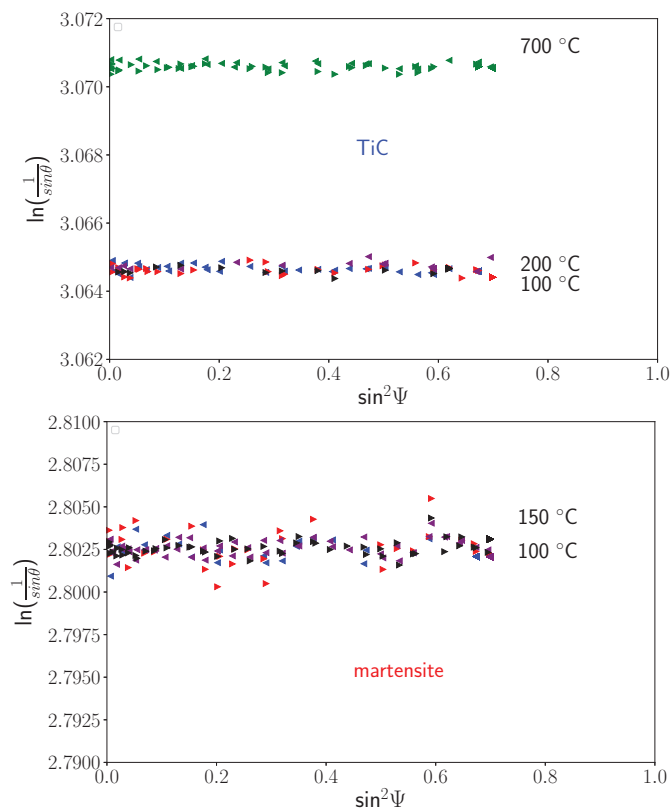 3.072
700 °C
3.070
3.068
TiC
ln(1/sinθ)
3.066
200 °C
3.064
100 °C
3.062
0.0 0.2 0.4 0.6 0.8 1.0
sin²Ψ
2.8100
2.8075
2.8050
150 °C
2.8025
100 °C
ln(1/sinθ)
2.8000
2.7975
2.7950
martensite
2.7925
2.7900
0.0 0.2 0.4 0.6 0.8 1.0
sin²Ψ